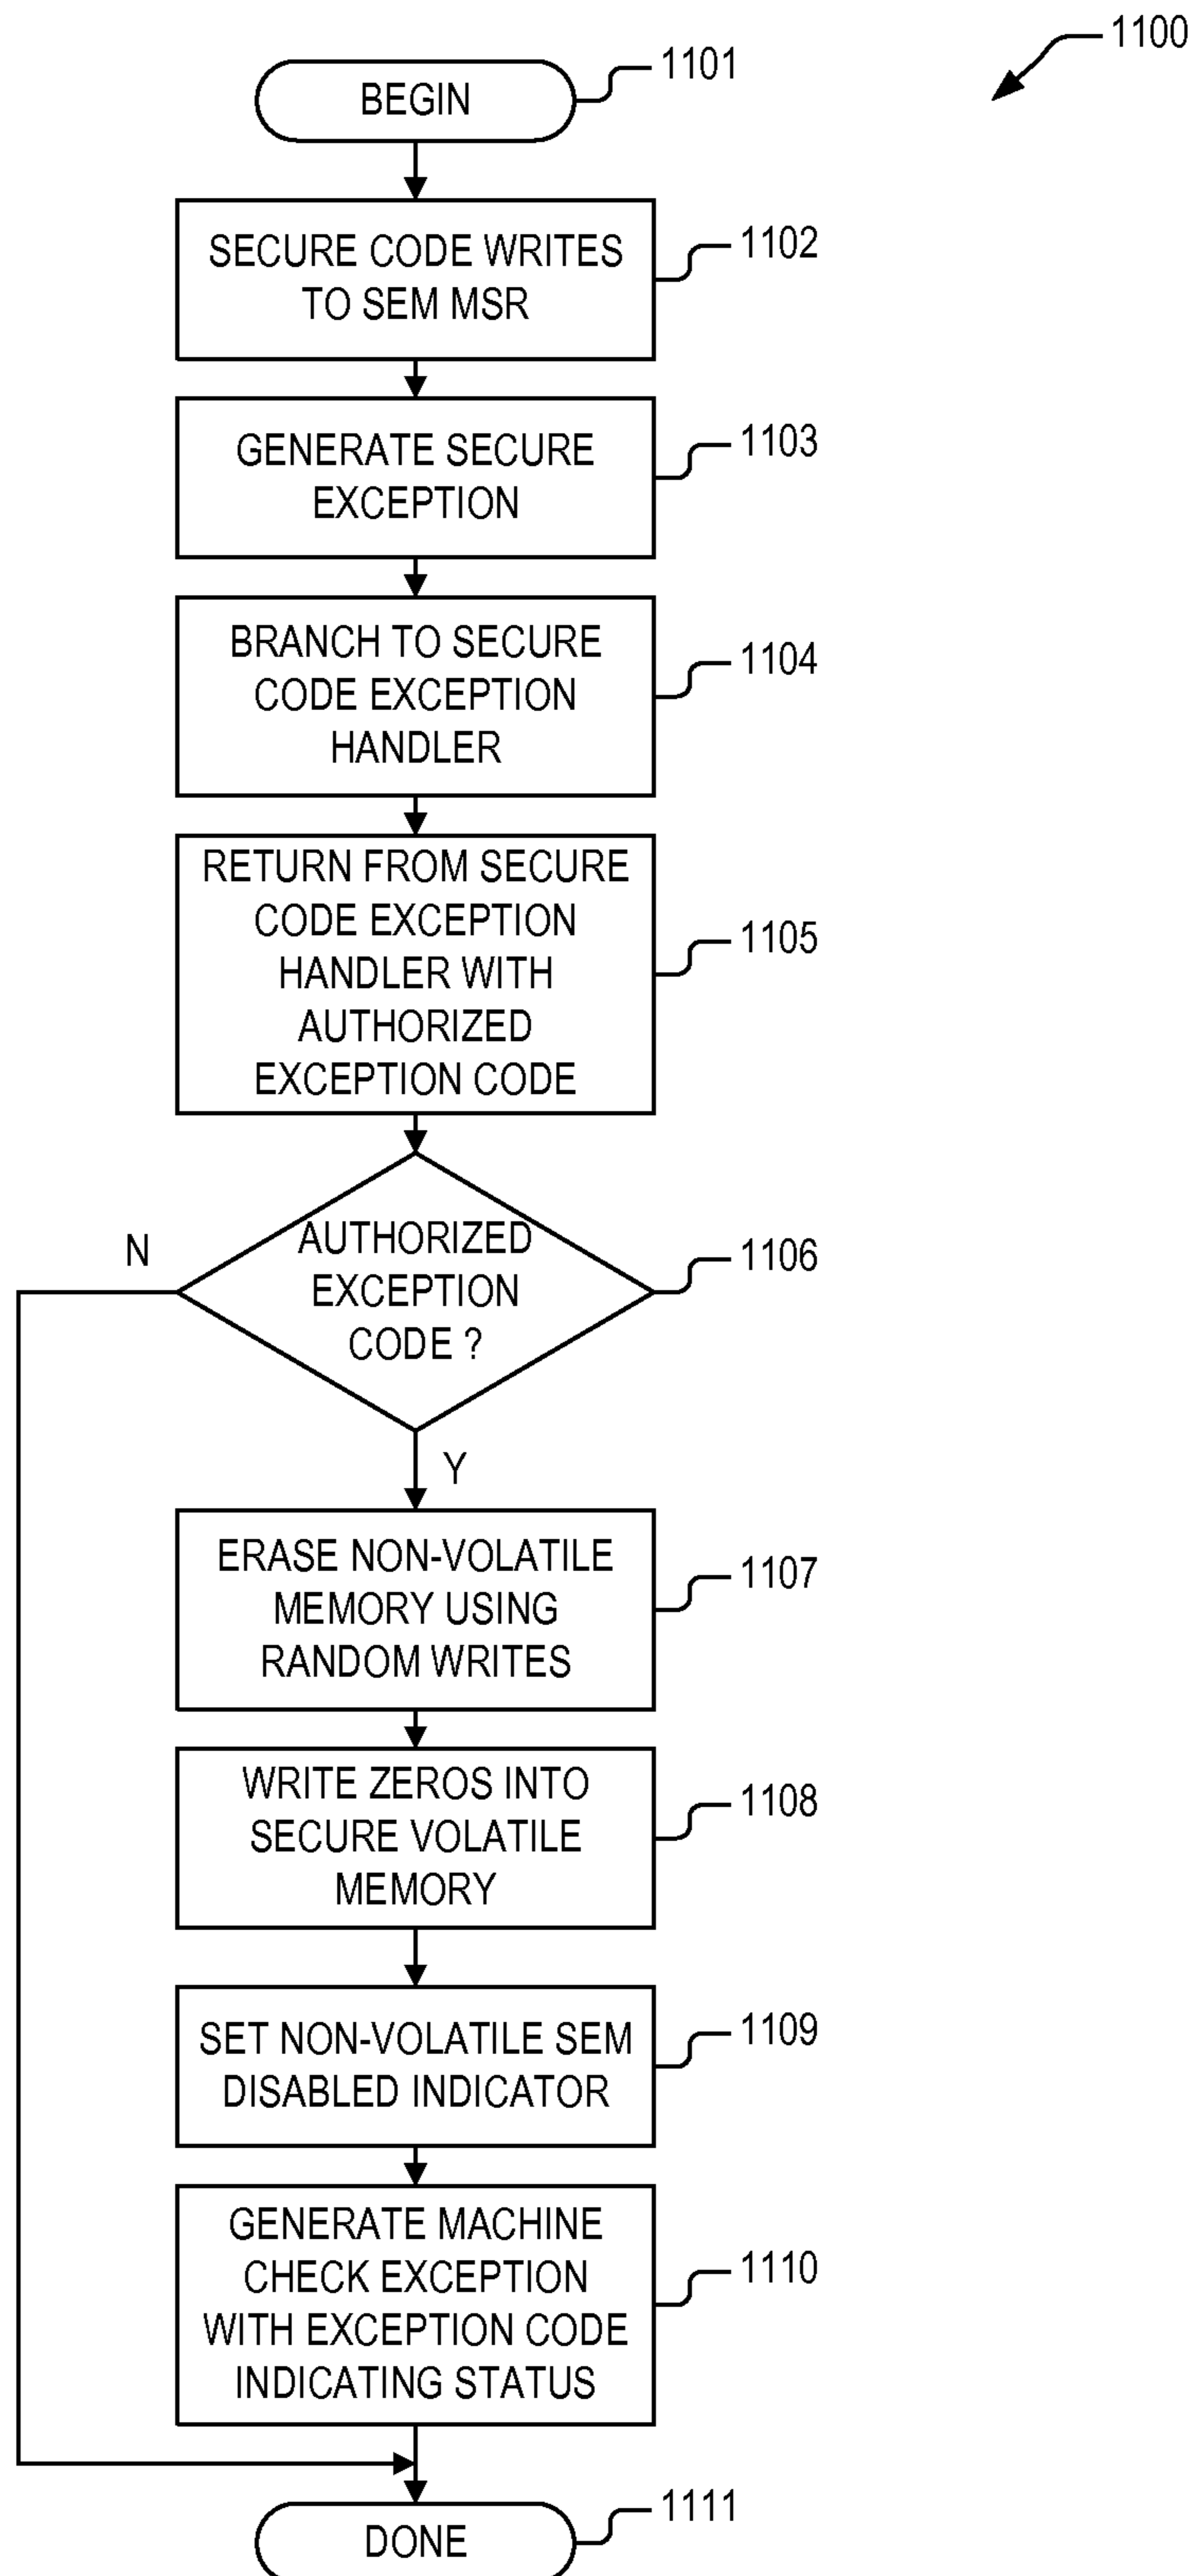 1100
1101
BEGIN
1102
SECURE CODE WRITES
TO SEM MSR
1103
GENERATE SECURE
EXCEPTION
1104
BRANCH TO SECURE
CODE EXCEPTION
HANDLER
1105
RETURN FROM SECURE
CODE EXCEPTION
HANDLER WITH
AUTHORIZED
EXCEPTION CODE
N
1106
AUTHORIZED
EXCEPTION
CODE ?
Y
1107
ERASE NON-VOLATILE
MEMORY USING
RANDOM WRITES
1108
WRITE ZEROS INTO
SECURE VOLATILE
MEMORY
1109
SET NON-VOLATILE SEM
DISABLED INDICATOR
1110
GENERATE MACHINE
CHECK EXCEPTION
WITH EXCEPTION CODE
INDICATING STATUS
1111
DONE